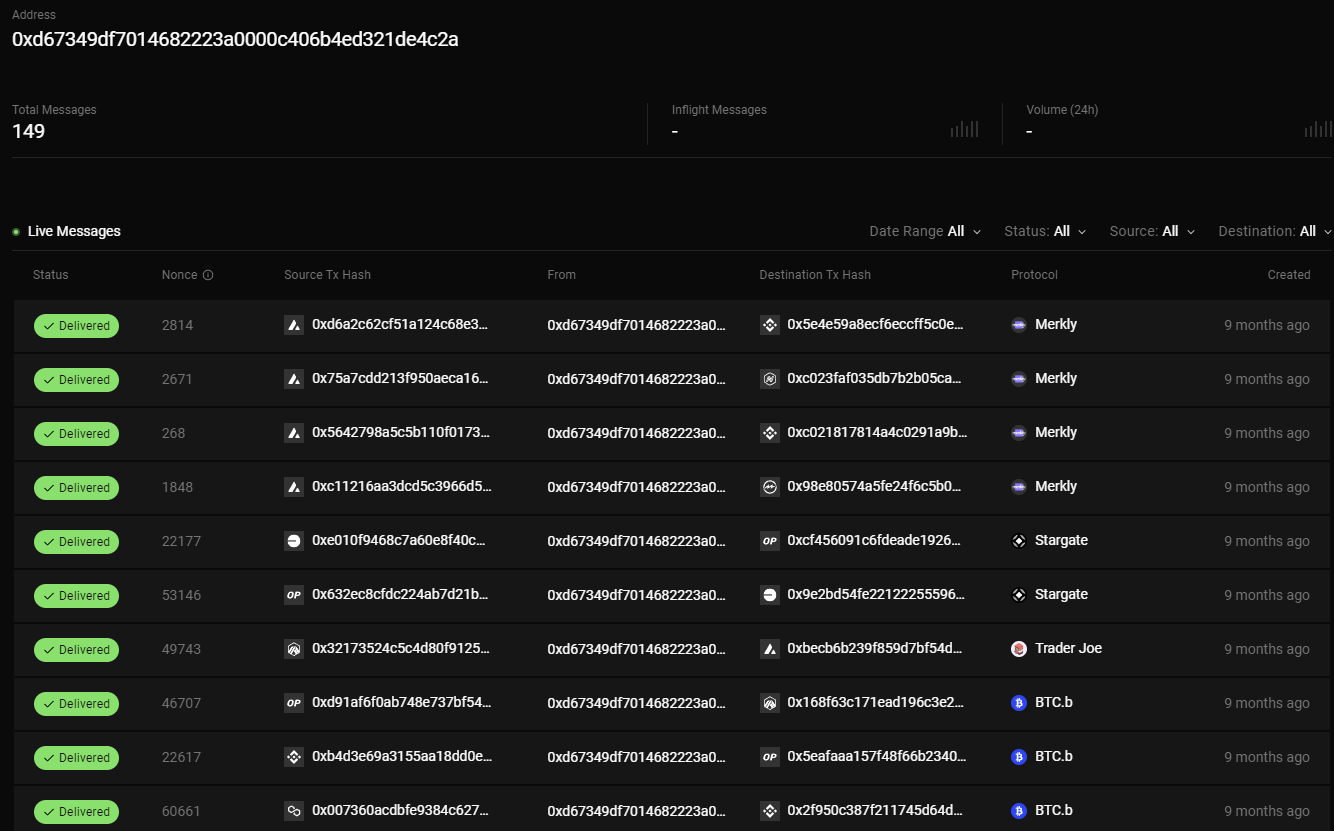 Address
0xd67349df7014682223a0000c406b4ed321de4c2a
Total Messages Inflight Messages Volume (24h)
149 - -
Live Messages Date Range All Status: All Source: All Destination: All
Status Nonce Source Tx Hash From Destination Tx Hash Protocol Created
Delivered 2814 0xd6a2c62cf51a124c68e3... 0xd67349df7014682223a0... 0x5e4e59a8ecf6eccff5c0e... Merkly 9 months ago
Delivered 2671 0x75a7cdd213f950aeca16... 0xd67349df7014682223a0... 0xc023faf035db7b2b05ca... Merkly 9 months ago
Delivered 268 0x5642798a5c5b110f0173... 0xd67349df7014682223a0... 0xc021817814a4c0291a9b... Merkly 9 months ago
Delivered 1848 0xc11216aa3dcd5c3966d5... 0xd67349df7014682223a0... 0x98e80574a5fe24f6c5b0... Merkly 9 months ago
Delivered 22177 0xe010f9468c7a60e8f40c... 0xd67349df7014682223a0... OP 0xcf456091c6fdeade1926... Stargate 9 months ago
Delivered 53146 OP 0x632ec8cfdc224ab7d21b... 0xd67349df7014682223a0... 0x9e2bd54fe22122255596... Stargate 9 months ago
Delivered 49743 0x32173524c5c4d80f9125... 0xd67349df7014682223a0... 0xbecb6b239f859d7bf54d... Trader Joe 9 months ago
Delivered 46707 OP 0xd91af6f0ab748e737bf54... 0xd67349df7014682223a0... 0x168f63c171ead196c3e2... BTC.b 9 months ago
Delivered 22617 0xb4d3e69a3155aa18dd0e... 0xd67349df7014682223a0... OP 0x5eafaaa157f48f66b2340... BTC.b 9 months ago
Delivered 60661 0x007360acdbfe9384c627... 0xd67349df7014682223a0... 0x2f950c387f211745d64d... BTC.b 9 months ago